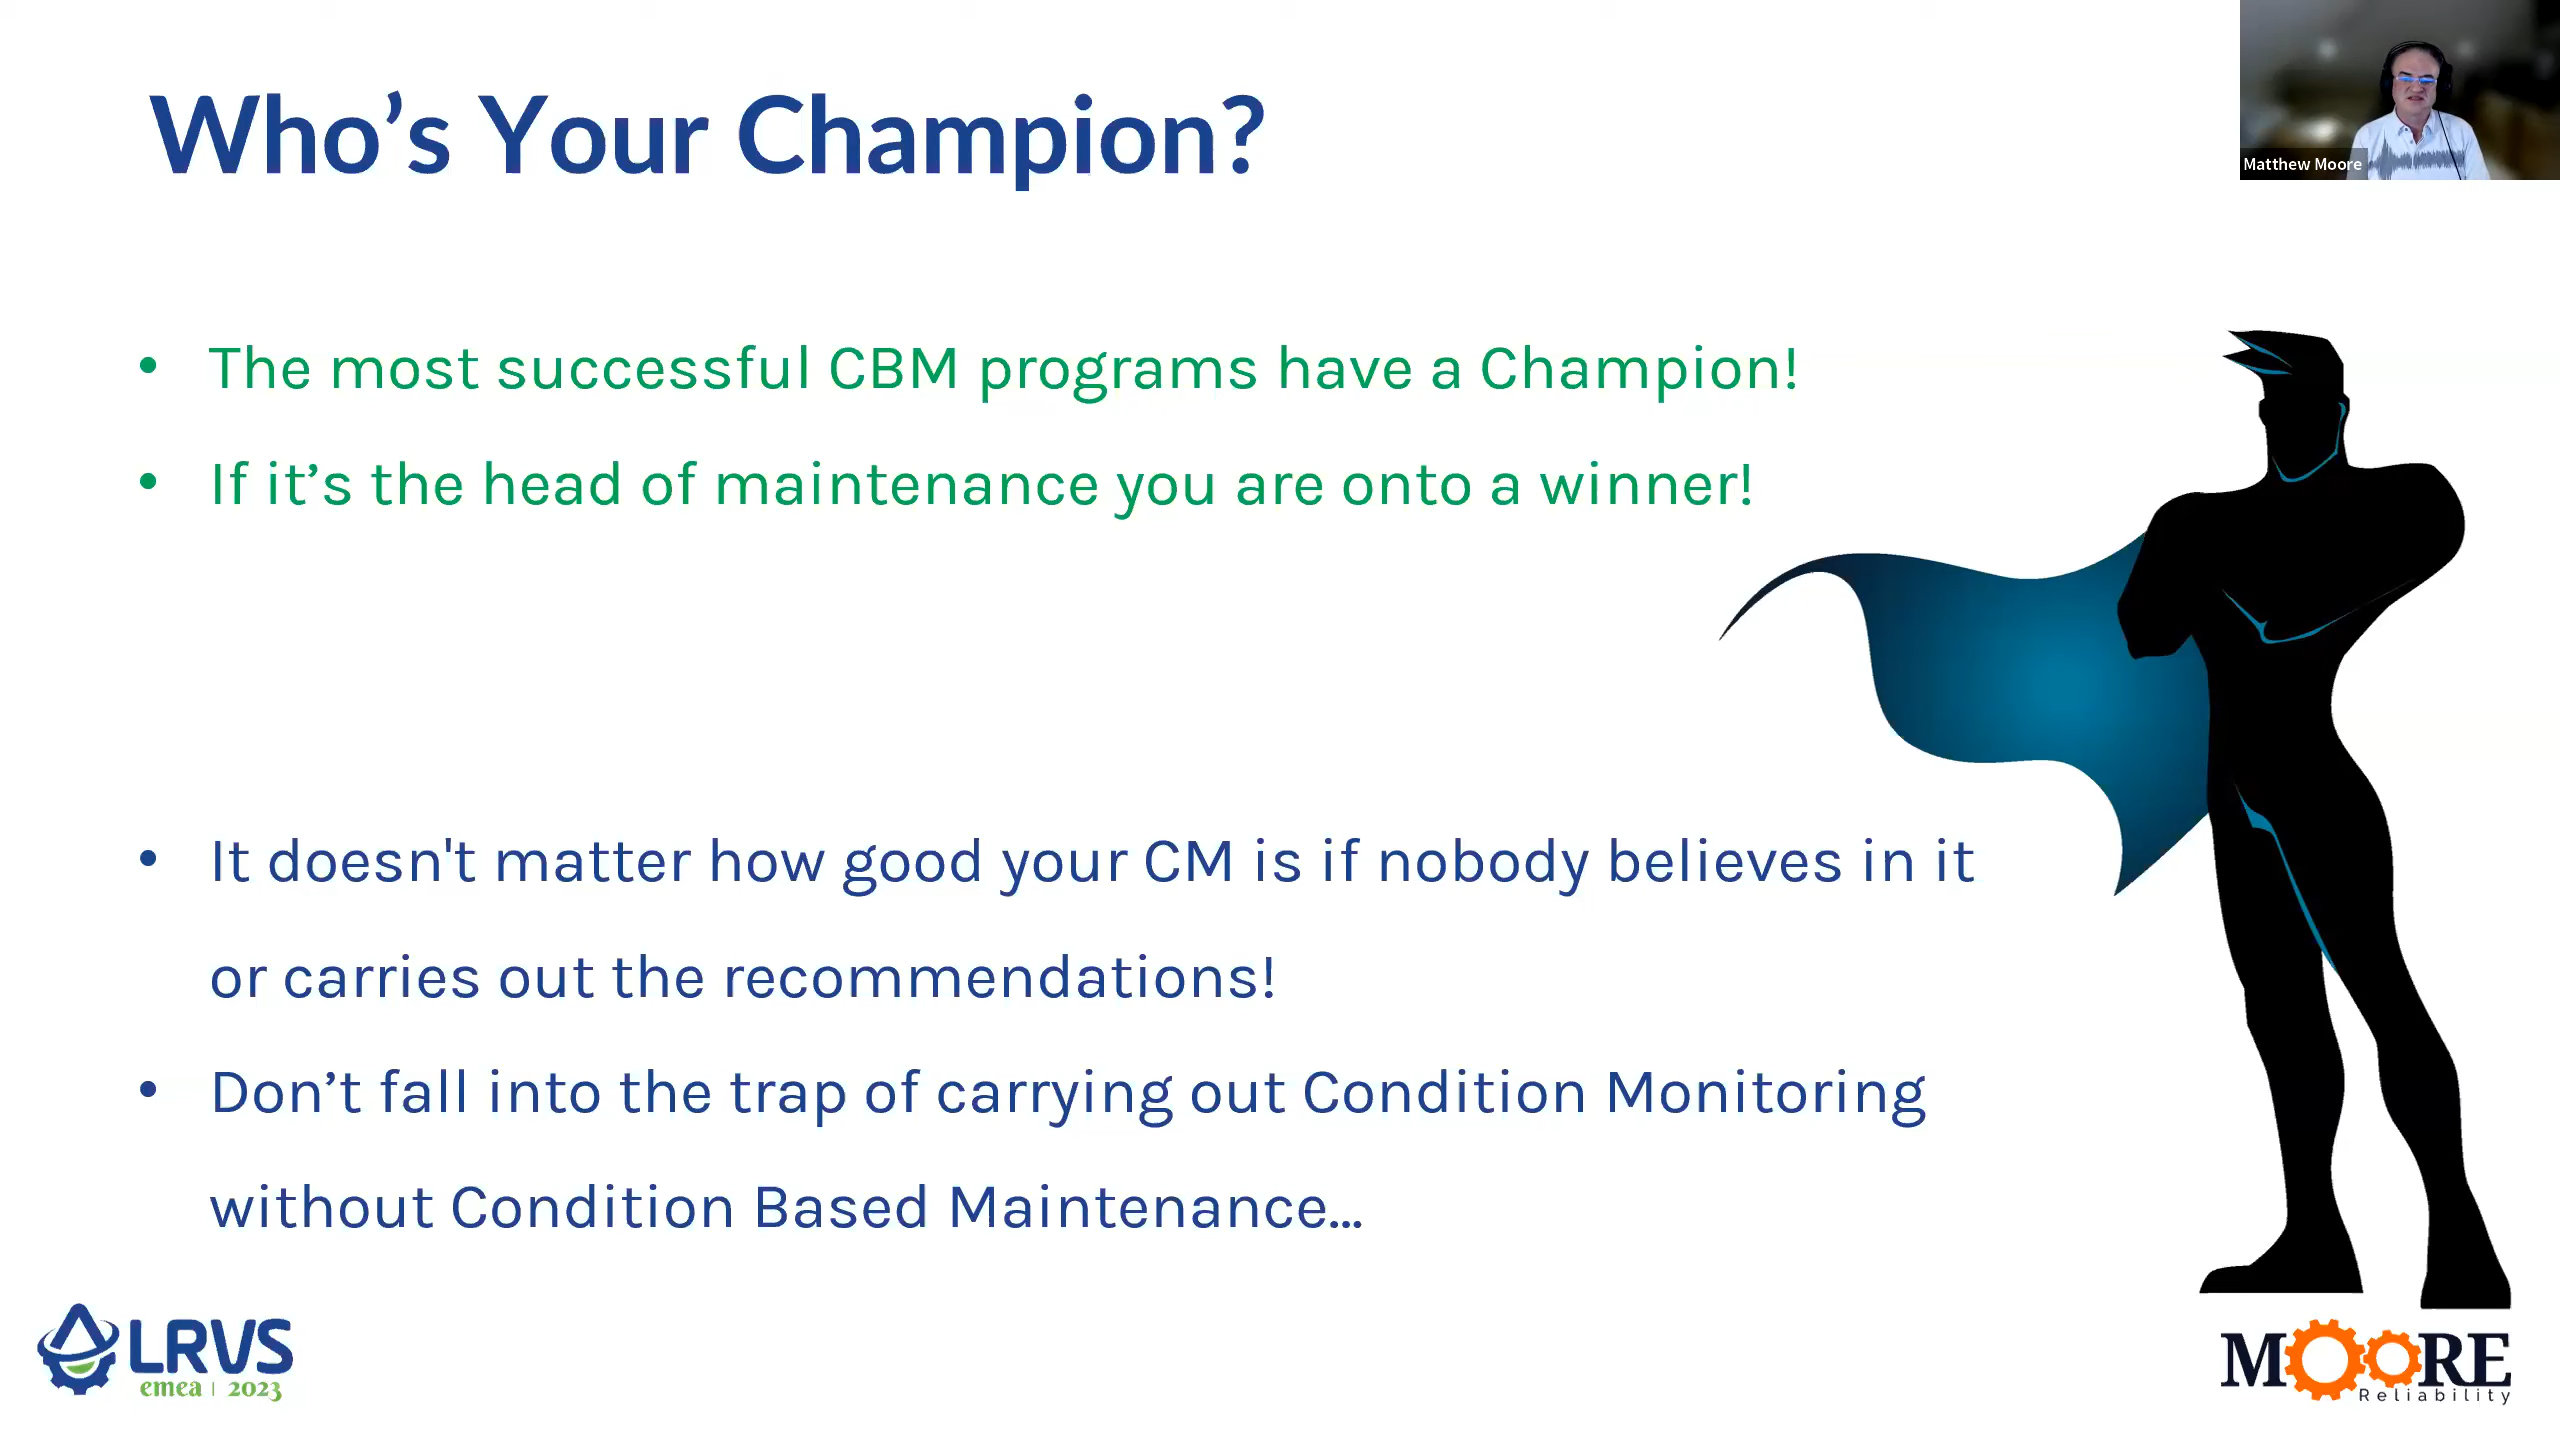 Who’s Your Champion?
Matthew Moore
• The most successful CBM programs have a Champion!
• If it’s the head of maintenance you are onto a winner!
• It doesn't matter how good your CM is if nobody believes in it
or carries out the recommendations!
• Don’t fall into the trap of carrying out Condition Monitoring
without Condition Based Maintenance...
LRVS
emea | 2023
MOORE
Reliability